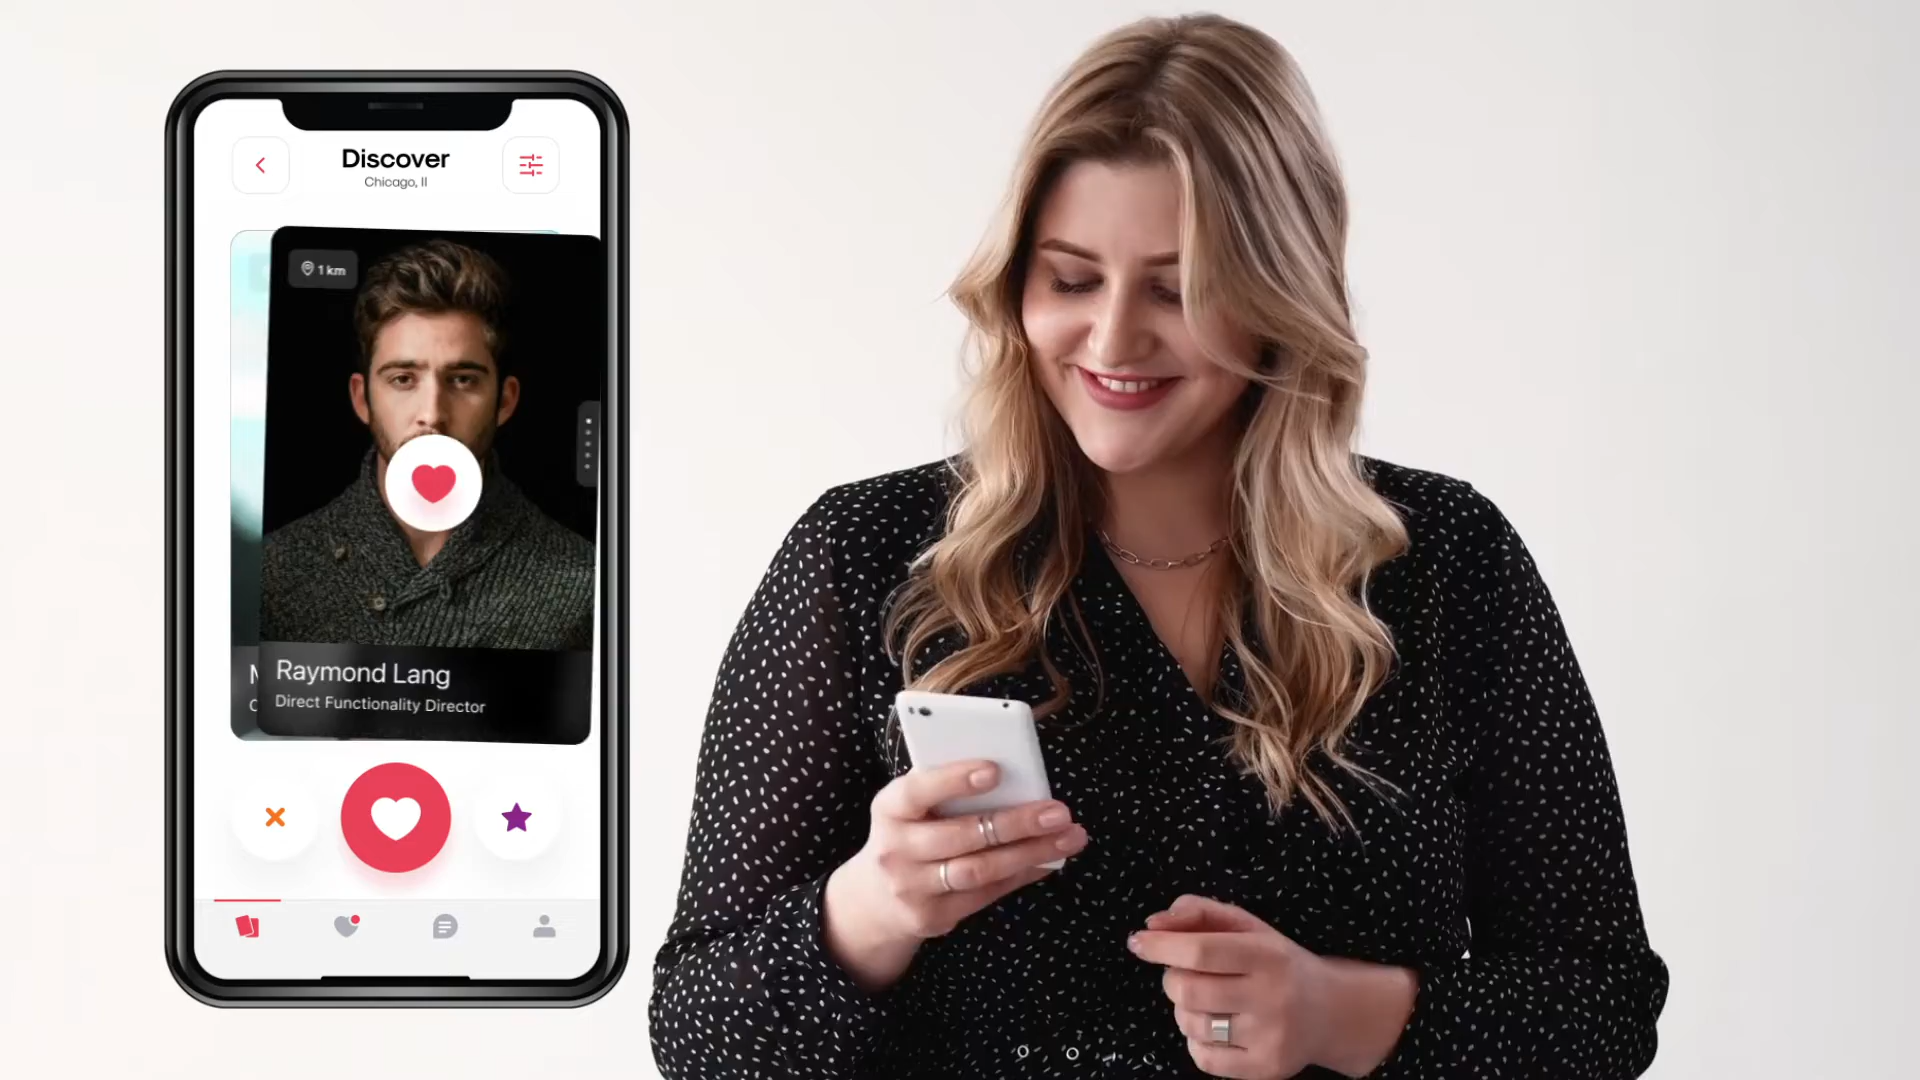 Discover
Chicago, Il
1 km
Raymond Lang
Direct Functionality Director